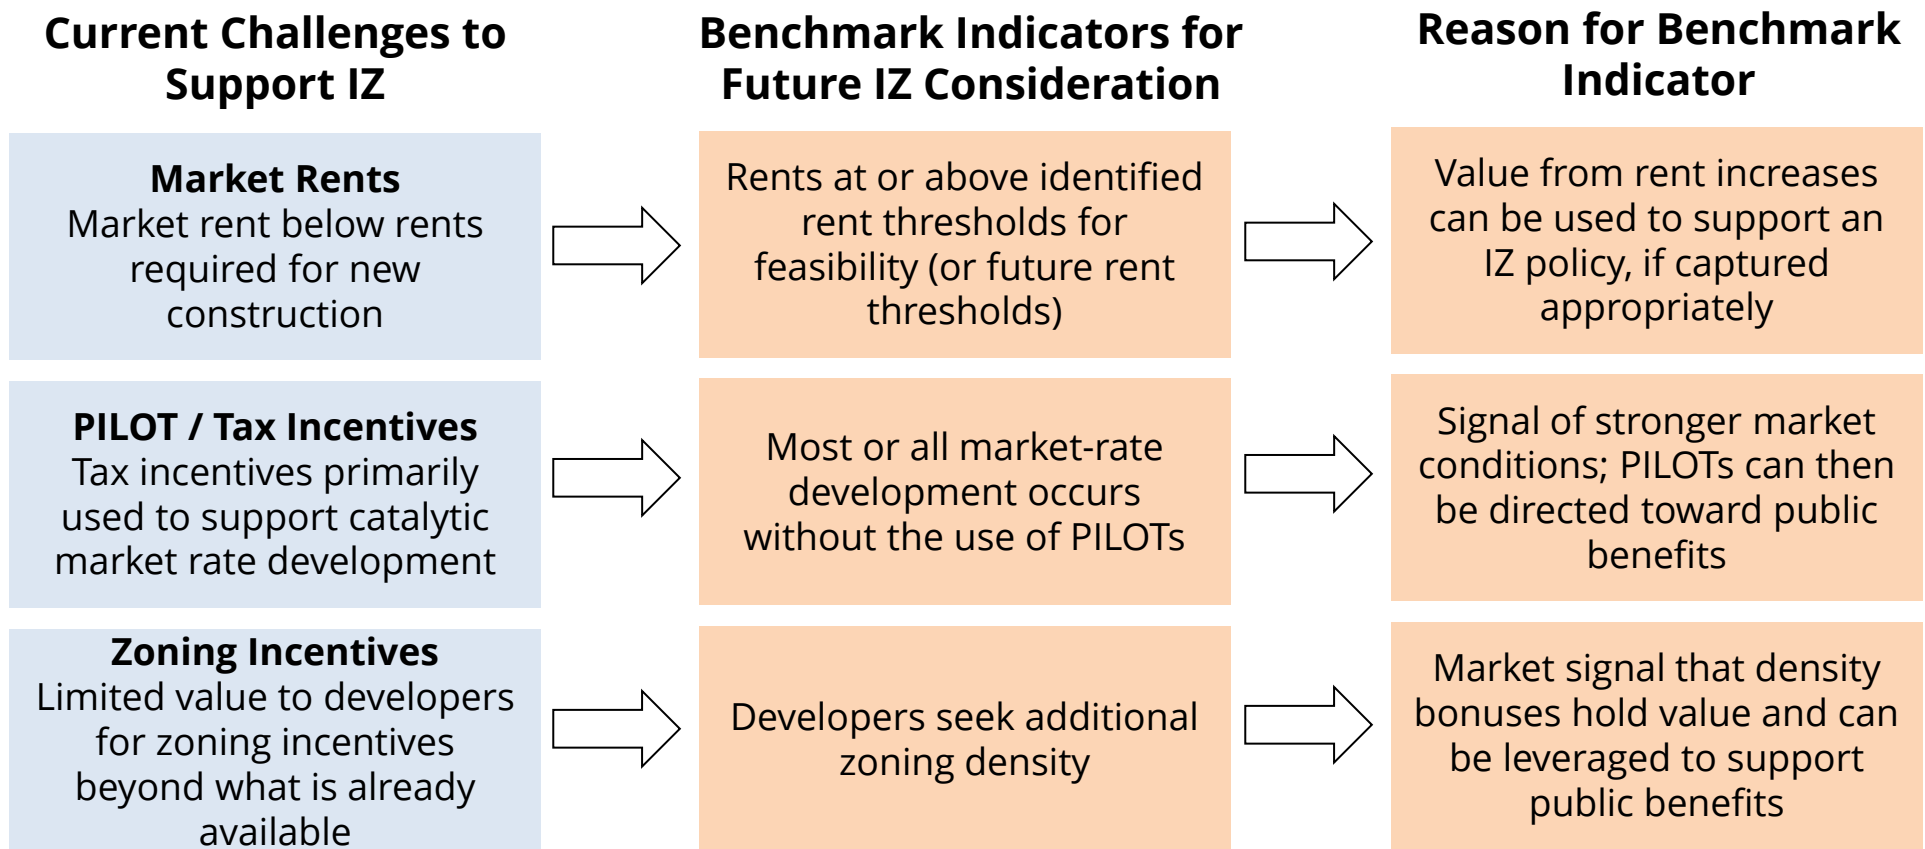 Current Challenges to
Support IZ
Benchmark Indicators for
Future IZ Consideration
Reason for Benchmark
Indicator
Market Rents
Market rent below rents
required for new
construction
Rents at or above identified
rent thresholds for
feasibility (or future rent
thresholds)
Value from rent increases
can be used to support an
IZ policy, if captured
appropriately
PILOT / Tax Incentives
Tax incentives primarily
used to support catalytic
market rate development
Most or all market-rate
development occurs
without the use of PILOTs
Signal of stronger market
conditions; PILOTs can then
be directed toward public
benefits
Zoning Incentives
Limited value to developers
for zoning incentives
beyond what is already
available
Developers seek additional
zoning density
Market signal that density
bonuses hold value and can
be leveraged to support
public benefits